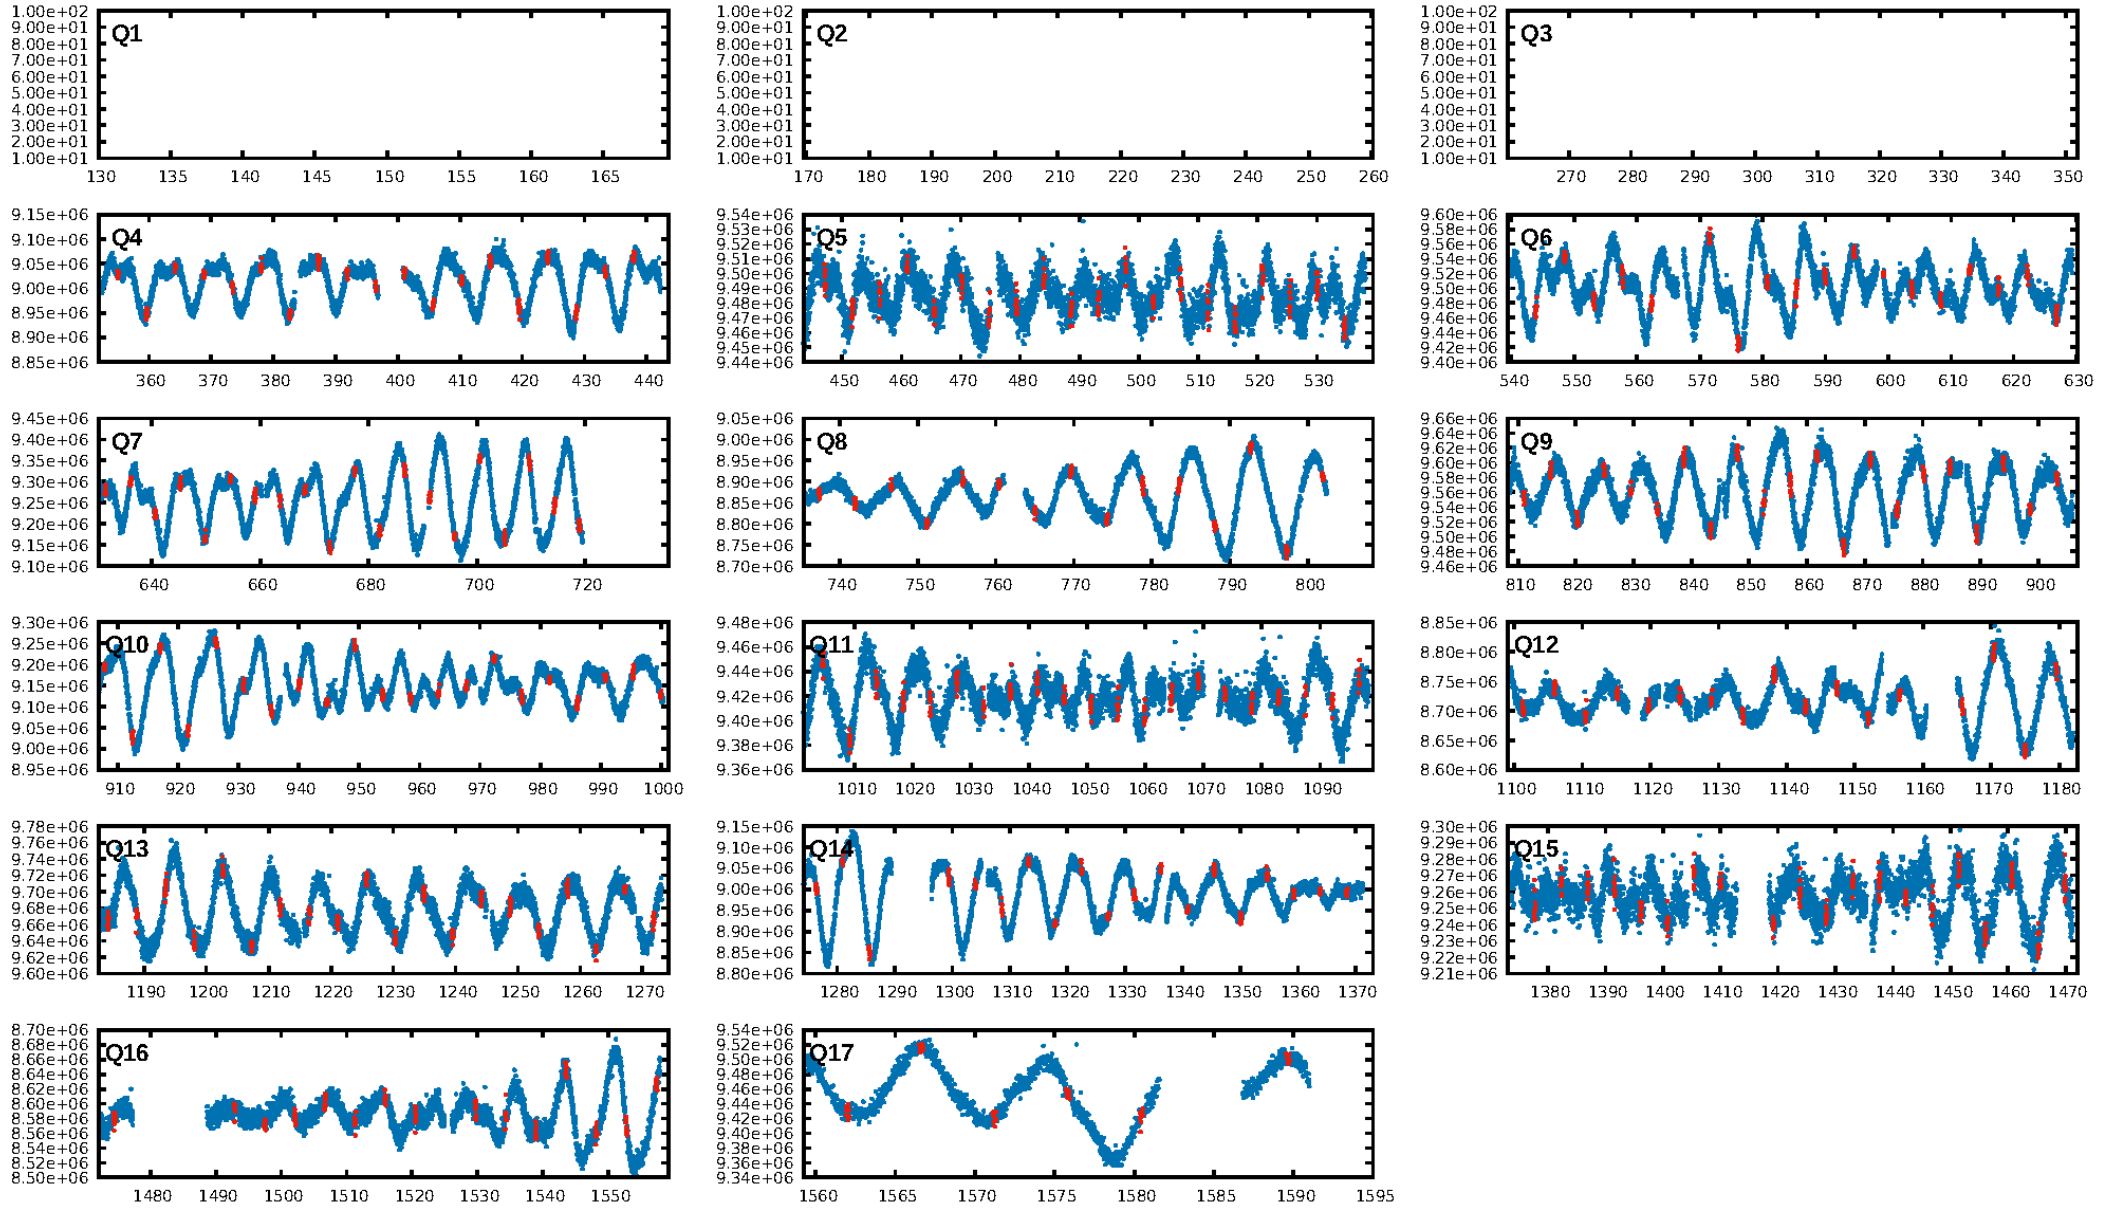 Q1
1.00e+02
9.00e+01
8.00e+01
7.00e+01
6.00e+01
5.00e+01
4.00e+01
3.00e+01
2.00e+01
1.00e+01
130 135 140 145 150 155 160 165
Q2
1.00e+02
9.00e+01
8.00e+01
7.00e+01
6.00e+01
5.00e+01
4.00e+01
3.00e+01
2.00e+01
1.00e+01
170 180 190 200 210 220 230 240 250 260
Q3
1.00e+02
9.00e+01
8.00e+01
7.00e+01
6.00e+01
5.00e+01
4.00e+01
3.00e+01
2.00e+01
1.00e+01
270 280 290 300 310 320 330 340 350
Q4
9.15e+06
9.10e+06
9.05e+06
9.00e+06
8.95e+06
8.90e+06
8.85e+06
360 370 380 390 400 410 420 430 440
Q5
9.54e+06
9.53e+06
9.52e+06
9.51e+06
9.50e+06
9.49e+06
9.48e+06
9.47e+06
9.46e+06
9.45e+06
9.44e+06
450 460 470 480 490 500 510 520 530
Q6
9.60e+06
9.58e+06
9.56e+06
9.54e+06
9.52e+06
9.50e+06
9.48e+06
9.46e+06
9.44e+06
9.42e+06
540 550 560 570 580 590 600 610 620 630
Q7
9.45e+06
9.40e+06
9.35e+06
9.30e+06
9.25e+06
9.20e+06
9.15e+06
9.10e+06
640 660 680 700 720
Q8
9.05e+06
9.00e+06
8.95e+06
8.90e+06
8.85e+06
8.80e+06
8.75e+06
8.70e+06
740 750 760 770 780 790 800
Q9
9.66e+06
9.64e+06
9.62e+06
9.60e+06
9.58e+06
9.56e+06
9.54e+06
9.52e+06
9.50e+06
9.48e+06
9.46e+06
810 820 830 840 850 860 870 880 890 900
Q10
9.30e+06
9.25e+06
9.20e+06
9.15e+06
9.10e+06
9.05e+06
9.00e+06
8.95e+06
910 920 930 940 950 960 970 980 990 1000
Q11
9.48e+06
9.46e+06
9.44e+06
9.42e+06
9.40e+06
9.38e+06
9.36e+06
1010 1020 1030 1040 1050 1060 1070 1080 1090
Q12
8.85e+06
8.80e+06
8.75e+06
8.70e+06
8.65e+06
8.60e+06
1100 1110 1120 1130 1140 1150 1160 1170 1180
Q13
9.78e+06
9.76e+06
9.74e+06
9.72e+06
9.70e+06
9.68e+06
9.66e+06
9.64e+06
9.62e+06
9.60e+06
1190 1200 1210 1220 1230 1240 1250 1260 1270
Q14
9.15e+06
9.10e+06
9.05e+06
9.00e+06
8.95e+06
8.90e+06
8.85e+06
8.80e+06
1280 1290 1300 1310 1320 1330 1340 1350 1360 1370
Q15
9.30e+06
9.29e+06
9.28e+06
9.27e+06
9.26e+06
9.25e+06
9.24e+06
9.23e+06
9.22e+06
9.21e+06
1380 1390 1400 1410 1420 1430 1440 1450 1460 1470
Q16
8.70e+06
8.68e+06
8.66e+06
8.64e+06
8.62e+06
8.60e+06
8.58e+06
8.56e+06
8.54e+06
8.52e+06
8.50e+06
1480 1490 1500 1510 1520 1530 1540 1550
Q17
9.54e+06
9.52e+06
9.50e+06
9.48e+06
9.46e+06
9.44e+06
9.42e+06
9.40e+06
9.38e+06
9.36e+06
9.34e+06
1560 1565 1570 1575 1580 1585 1590 1595